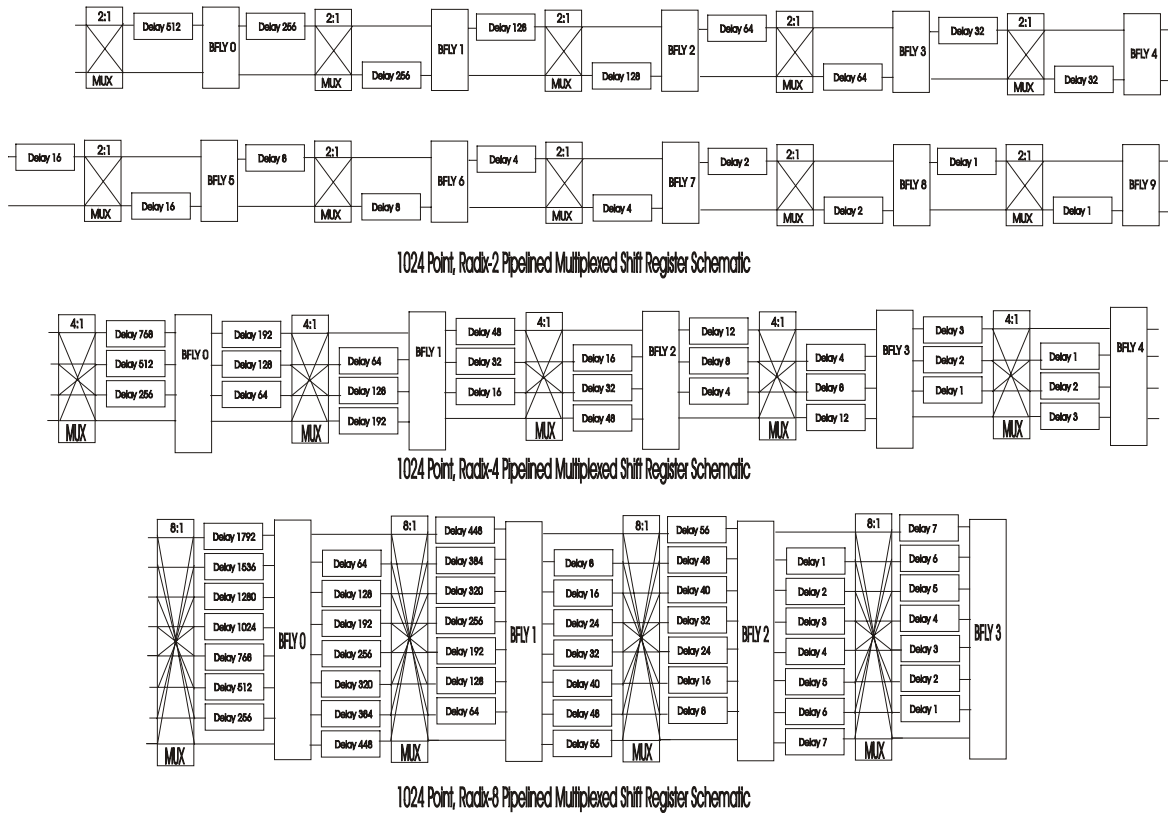 2:1
Delay 512
MUX
BFLY 0
Delay 256
2:1
MUX
Delay 256
BFLY 1
Delay 128
2:1
MUX
Delay 128
BFLY 2
Delay 64
2:1
MUX
Delay 64
BFLY 3
Delay 32
2:1
MUX
Delay 32
BFLY 4
Delay 16
2:1
MUX
Delay 16
BFLY 5
Delay 8
2:1
MUX
Delay 8
BFLY 6
Delay 4
2:1
MUX
Delay 4
BFLY 7
Delay 2
2:1
MUX
Delay 2
BFLY 8
Delay 1
2:1
MUX
Delay 1
BFLY 9
1024 Point, Radix-2 Pipelined Multiplexed Shift Register Schematic
4:1
MUX
Delay 768
Delay 512
Delay 256
BFLY 0
Delay 192
Delay 128
Delay 64
4:1
MUX
Delay 64
Delay 128
Delay 192
BFLY 1
Delay 48
Delay 32
Delay 16
4:1
MUX
Delay 16
Delay 32
Delay 48
BFLY 2
Delay 12
Delay 8
Delay 4
4:1
MUX
Delay 4
Delay 8
Delay 12
BFLY 3
Delay 3
Delay 2
Delay 1
4:1
MUX
Delay 1
Delay 2
Delay 3
BFLY 4
1024 Point, Radix-4 Pipelined Multiplexed Shift Register Schematic
8:1
MUX
Delay 1792
Delay 1536
Delay 1280
Delay 1024
Delay 768
Delay 512
Delay 256
BFLY 0
Delay 64
Delay 128
Delay 192
Delay 256
Delay 320
Delay 384
Delay 448
8:1
MUX
Delay 448
Delay 384
Delay 320
Delay 256
Delay 192
Delay 128
Delay 64
BFLY 1
Delay 8
Delay 16
Delay 24
Delay 32
Delay 40
Delay 48
Delay 56
8:1
MUX
Delay 56
Delay 48
Delay 40
Delay 32
Delay 24
Delay 16
Delay 8
BFLY 2
Delay 1
Delay 2
Delay 3
Delay 4
Delay 5
Delay 6
Delay 7
8:1
MUX
Delay 7
Delay 6
Delay 5
Delay 4
Delay 3
Delay 2
Delay 1
BFLY 3
1024 Point, Radix-8 Pipelined Multiplexed Shift Register Schematic